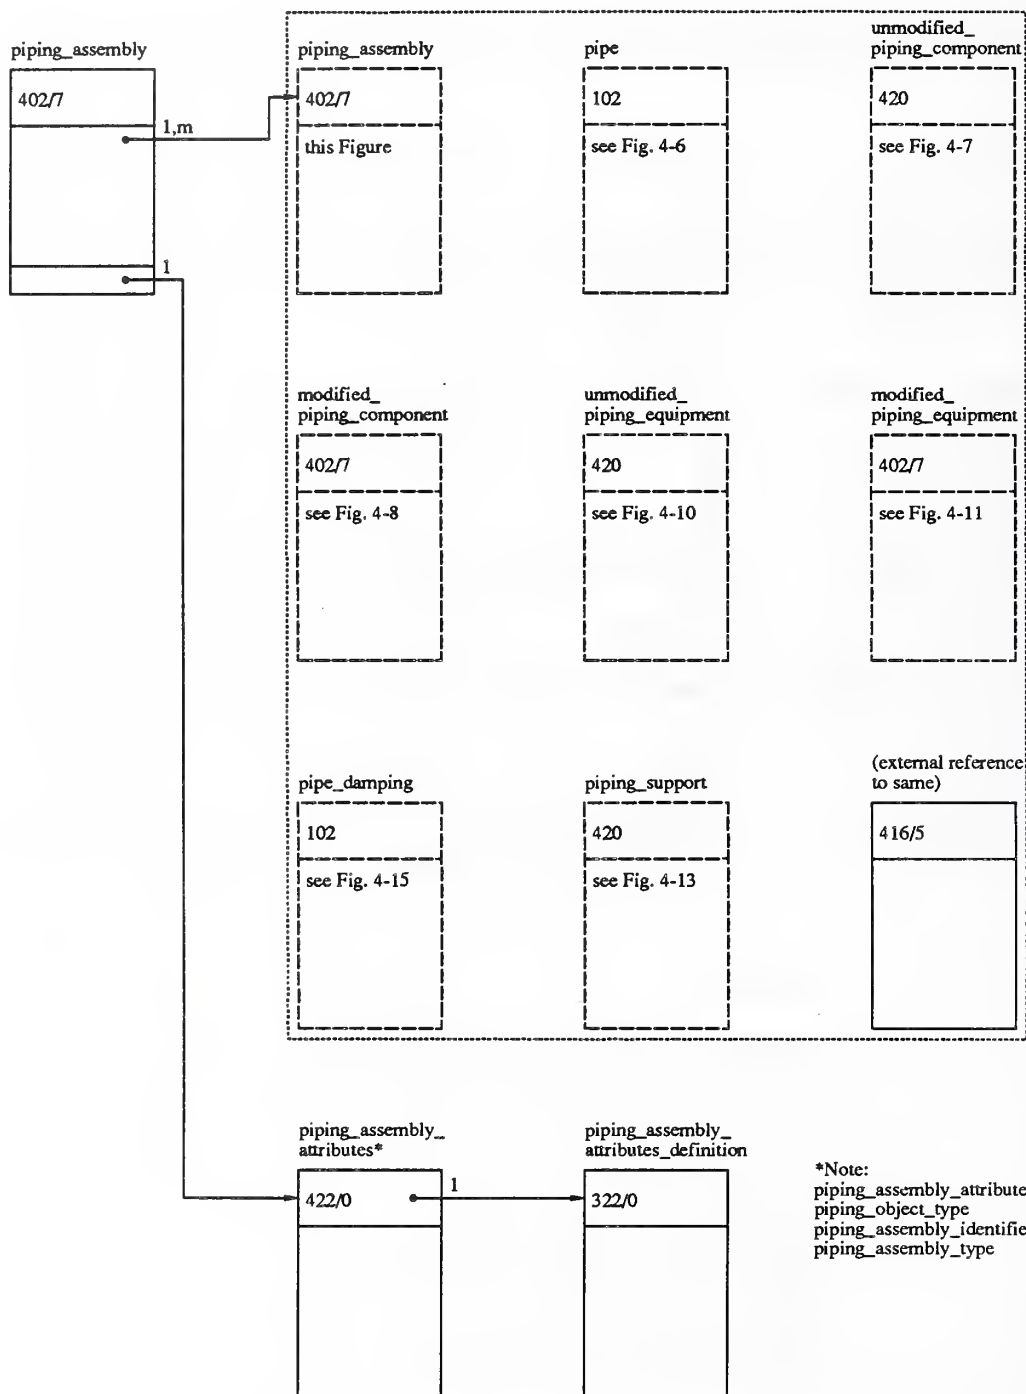 piping_assembly
402/7
1,m
1
piping_assembly
402/7
this Figure
pipe
102
see Fig. 4-6
unmodified_
piping_component
420
see Fig. 4-7
modified_
piping_component
402/7
see Fig. 4-8
unmodified_
piping_equipment
420
see Fig. 4-10
modified_
piping_equipment
402/7
see Fig. 4-11
pipe_damping
102
see Fig. 4-15
piping_support
420
see Fig. 4-13
(external reference
to same)
416/5
piping_assembly_
attributes*
422/0
1
piping_assembly_
attributes_definition
322/0
*Note:
piping_assembly_attribute
piping_object_type
piping_assembly_identifie
piping_assembly_type